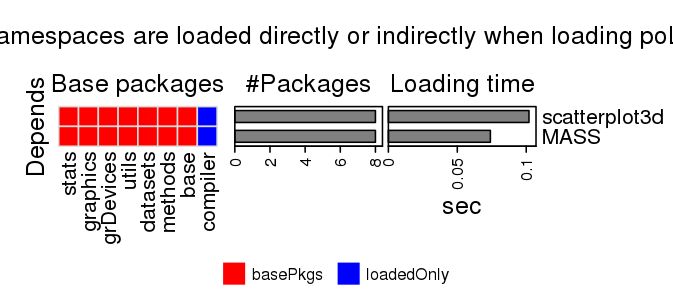 amespaces are loaded directly or indirectly when loading pol
Base packages #Packages Loading time
Depends
scatterplot3d
MASS
0 2 4 6 8 0 0.05 0.1
stats graphics grDevices utils datasets methods base compiler
sec
basePkgs loadedOnly